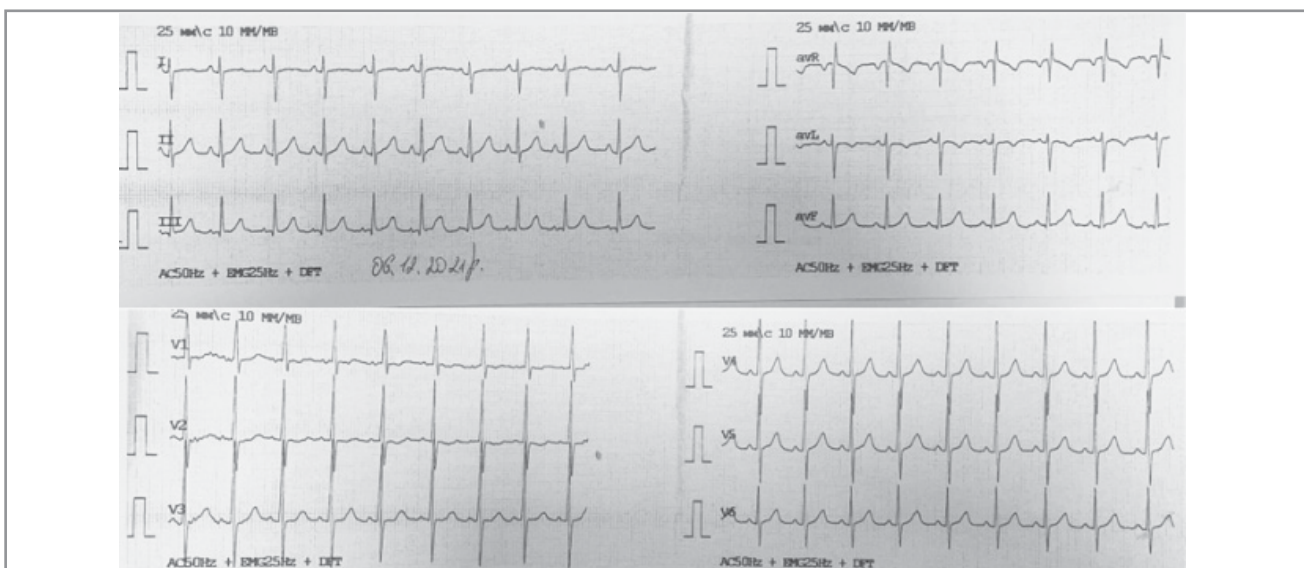 25 мм\с 10 ММ/МВ
I
II
III
AC50Hz + EMG25Hz + DFT
06.12.2021р.
25 мм\с 10 ММ/МВ
avR
avL
avf
AC50Hz + EMG25Hz + DFT
25 мм\с 10 ММ/МВ
V1
V2
V3
AC50Hz + EMG25Hz + DFT
25 мм\с 10 ММ/МВ
V4
V5
V6
AC50Hz + EMG25Hz + DFT